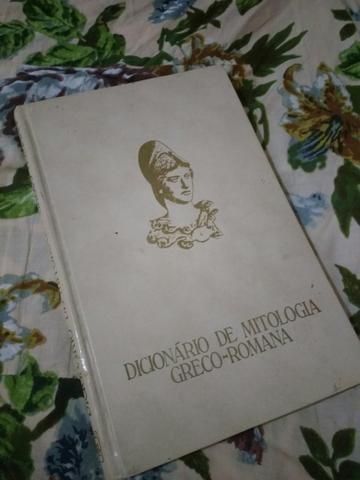 DICIONÁRIO DE MITOLOGIA
GRECO-ROMANA